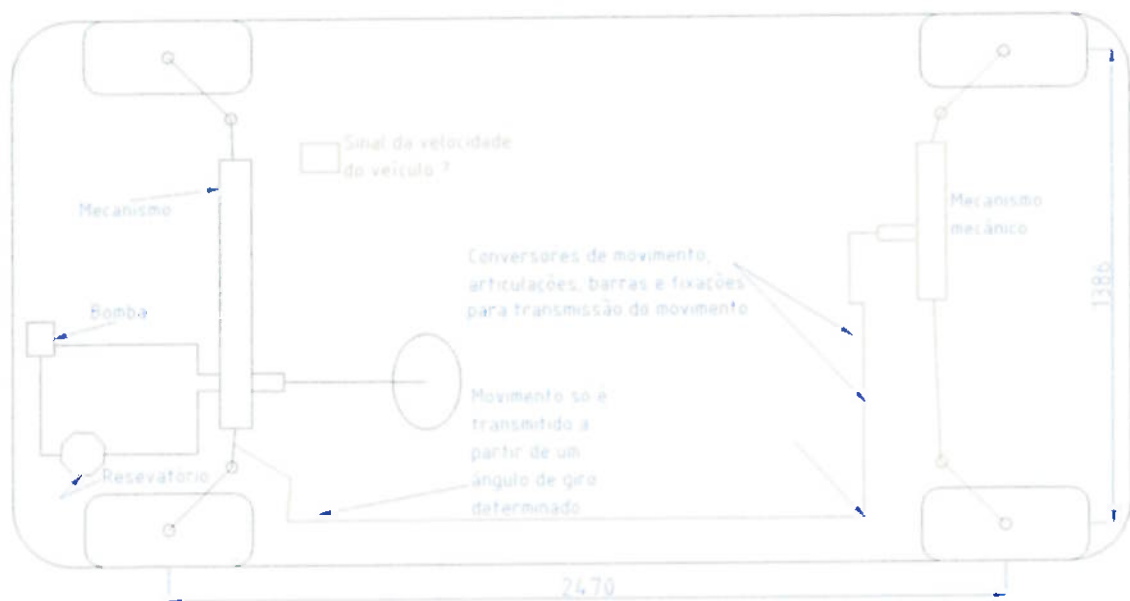 Sinal da velocidade
do veículo ?
Mecanismo
Mecanismo
mecânico
Conversores de movimento,
articulações, barras e fixações
para transmissão do movimento
1386
Bomba
Movimento so é
transmitido a
partir de um
ângulo de giro
determinado
Resevatório
2470